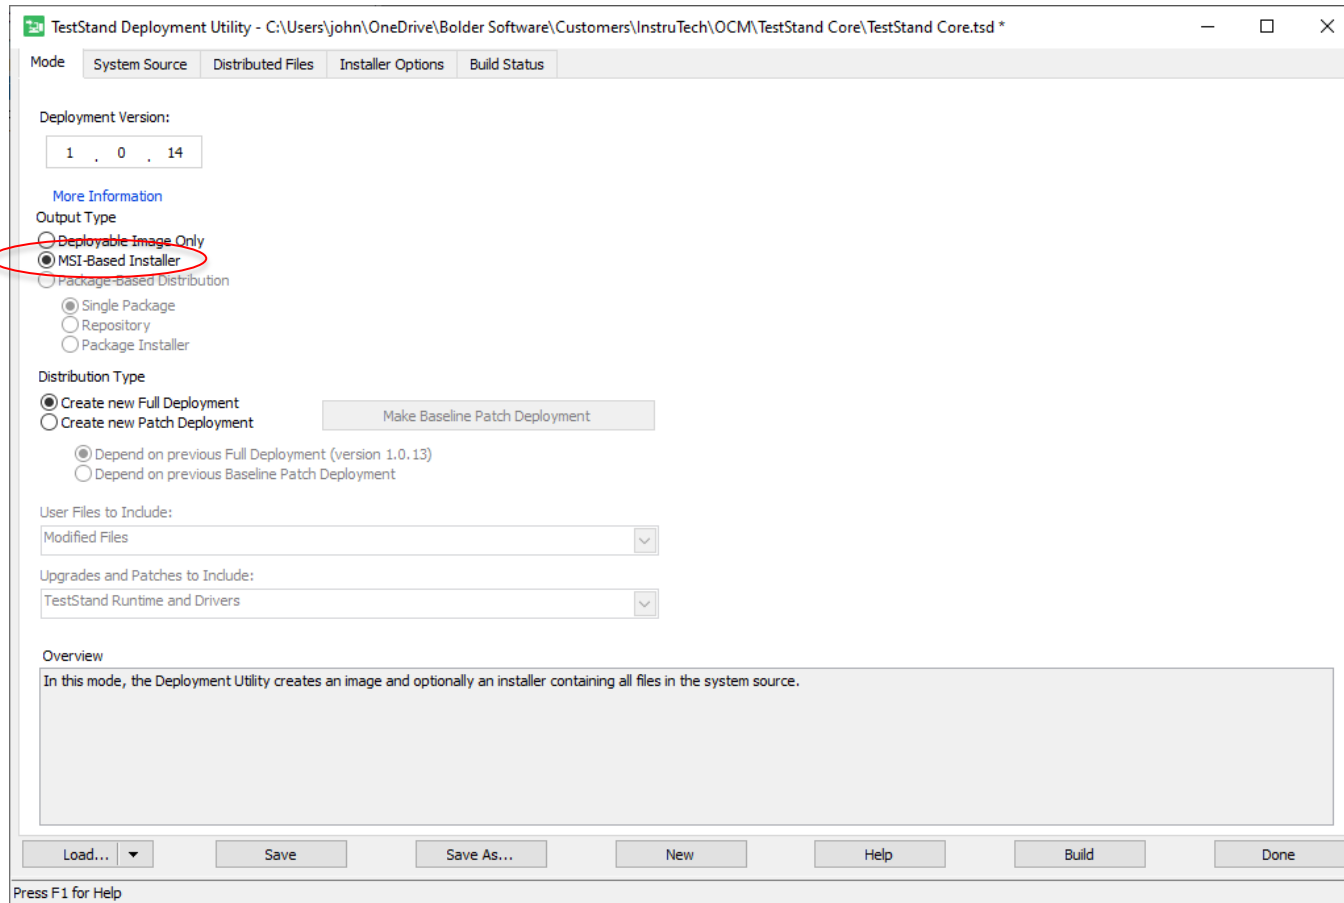 TestStand Deployment Utility - C:\Users\john\OneDrive\Bolder Software\Customers\InstruTech\OCM\TestStand Core\TestStand Core.tsd *
Mode System Source Distributed Files Installer Options Build Status
Deployment Version:
1 . 0 . 14
More Information
Output Type
Deployable Image Only
MSI-Based Installer
Package-Based Distribution
Single Package
Repository
Package Installer
Distribution Type
Create new Full Deployment
Make Baseline Patch Deployment
Create new Patch Deployment
Depend on previous Full Deployment (version 1.0.13)
Depend on previous Baseline Patch Deployment
User Files to Include:
Modified Files
Upgrades and Patches to Include:
TestStand Runtime and Drivers
Overview
In this mode, the Deployment Utility creates an image and optionally an installer containing all files in the system source.
Load... Save Save As... New Help Build Done
Press F1 for Help